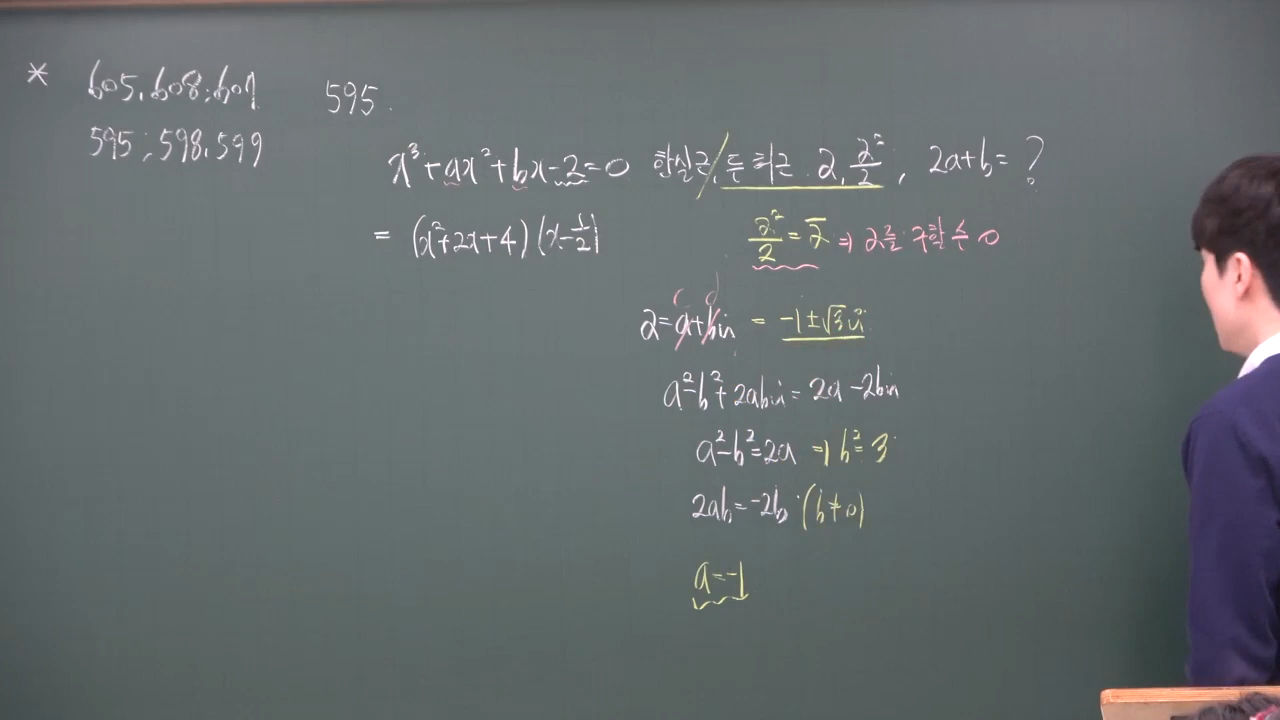 * 605, 608, 609
595, 598, 599
595.
x³+ax²+bx-2=0 한 실근, 두 허근 α, α²/2, 2a+b=?
= (x²+2x+4)(x-1/2)
α²/2=ᾱ ⇒ α를 구할 수 0
c d
α=a+bi = -1±√3i
a²-b²+2abi=2a-2bi
a²-b²=2a ⇒ b²=3
2ab=-2b (b≠0)
a=-1